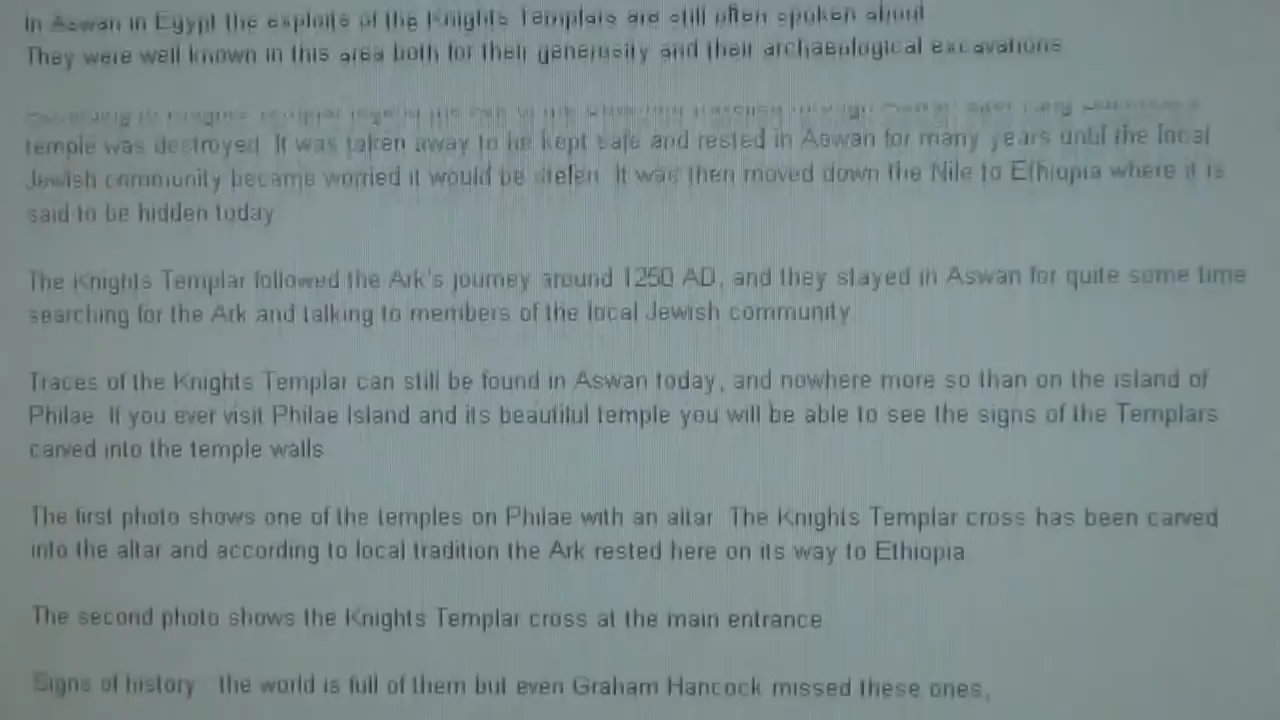 In Aswan in Egypt the exploits of the Knights Templars are still often spoken about
They were well known in this area both for their generosity and their archaeological excavations
temple was destroyed It was taken away to be kept safe and rested in Aswan for many years until the local
Jewish community became worried it would be stolen It was then moved down the Nile to Ethiopia where it is
said to be hidden today
The Knights Templar followed the Ark's journey around 1250 AD, and they stayed in Aswan for quite some time
searching for the Ark and talking to members of the local Jewish community
Traces of the Knights Templar can still be found in Aswan today, and nowhere more so than on the island of
Philae If you ever visit Philae Island and its beautiful temple you will be able to see the signs of the Templars
carved into the temple walls
The first photo shows one of the temples on Philae with an altar The Knights Templar cross has been carved
into the altar and according to local tradition the Ark rested here on its way to Ethiopia
The second photo shows the Knights Templar cross at the main entrance
Signs of history the world is full of them but even Graham Hancock missed these ones,